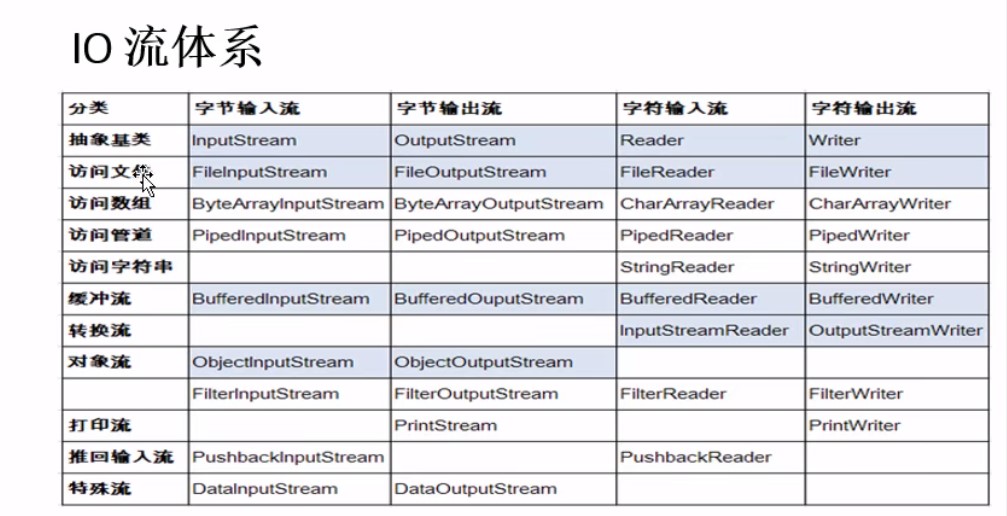 IO 流体系
分类 字节输入流 字节输出流 字符输入流 字符输出流
抽象基类 InputStream OutputStream Reader Writer
访问文件 FileInputStream FileOutputStream FileReader FileWriter
访问数组 ByteArrayInputStream ByteArrayOutputStream CharArrayReader CharArrayWriter
访问管道 PipedInputStream PipedOutputStream PipedReader PipedWriter
访问字符串 StringReader StringWriter
缓冲流 BufferedInputStream BufferedOuputStream BufferedReader BufferedWriter
转换流 InputStreamReader OutputStreamWriter
对象流 ObjectInputStream ObjectOutputStream
FilterInputStream FilterOutputStream FilterReader FilterWriter
打印流 PrintStream PrintWriter
推回输入流 PushbackInputStream PushbackReader
特殊流 DataInputStream DataOutputStream